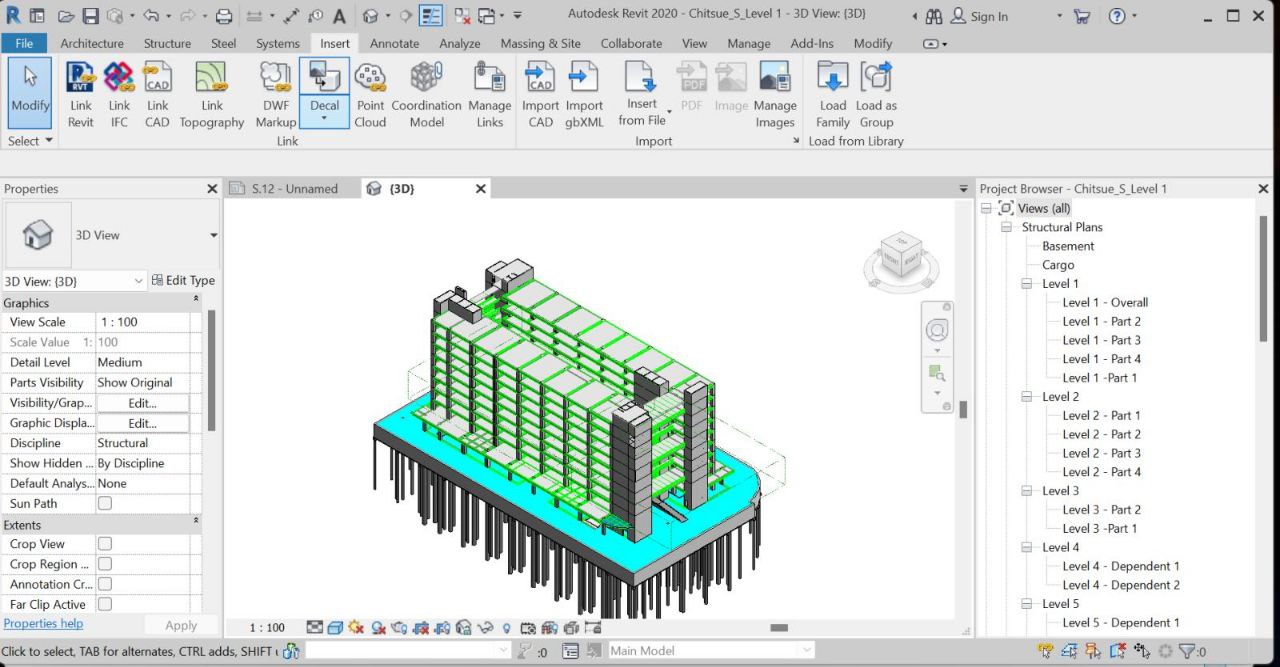 Autodesk Revit 2020 - Chitsue_S_Level 1 - 3D View: {3D}
Sign In
File Architecture Structure Steel Systems Insert Annotate Analyze Massing & Site Collaborate View Manage Add-Ins Modify
Modify
Link Revit
Link IFC
Link CAD
Link Topography
DWF Markup
Decal
Point Cloud
Coordination Model
Manage Links
Import CAD
Import gbXML
Insert from File
PDF
Image
Manage Images
Load Family
Load as Group
Select
Link
Import
Load from Library
Properties
S.12 - Unnamed
{3D}
Project Browser - Chitsue_S_Level 1
3D View
3D View: {3D}
Edit Type
Graphics
View Scale 1 : 100
Scale Value 1: 100
Detail Level Medium
Parts Visibility Show Original
Visibility/Grap... Edit...
Graphic Displa... Edit...
Discipline Structural
Show Hidden ... By Discipline
Default Analys... None
Sun Path
Extents
Crop View
Crop Region ...
Annotation Cr...
Far Clip Active
Properties help
Apply
TOP
FRONT
RIGHT
Views (all)
Structural Plans
Basement
Cargo
Level 1
Level 1 - Overall
Level 1 - Part 2
Level 1 - Part 3
Level 1 - Part 4
Level 1 -Part 1
Level 2
Level 2 - Part 1
Level 2 - Part 2
Level 2 - Part 3
Level 2 - Part 4
Level 3
Level 3 - Part 2
Level 3 -Part 1
Level 4
Level 4 - Dependent 1
Level 4 - Dependent 2
Level 5
Level 5 - Dependent 1
1 : 100
Click to select, TAB for alternates, CTRL adds, SHIFT
:0
Main Model
:0